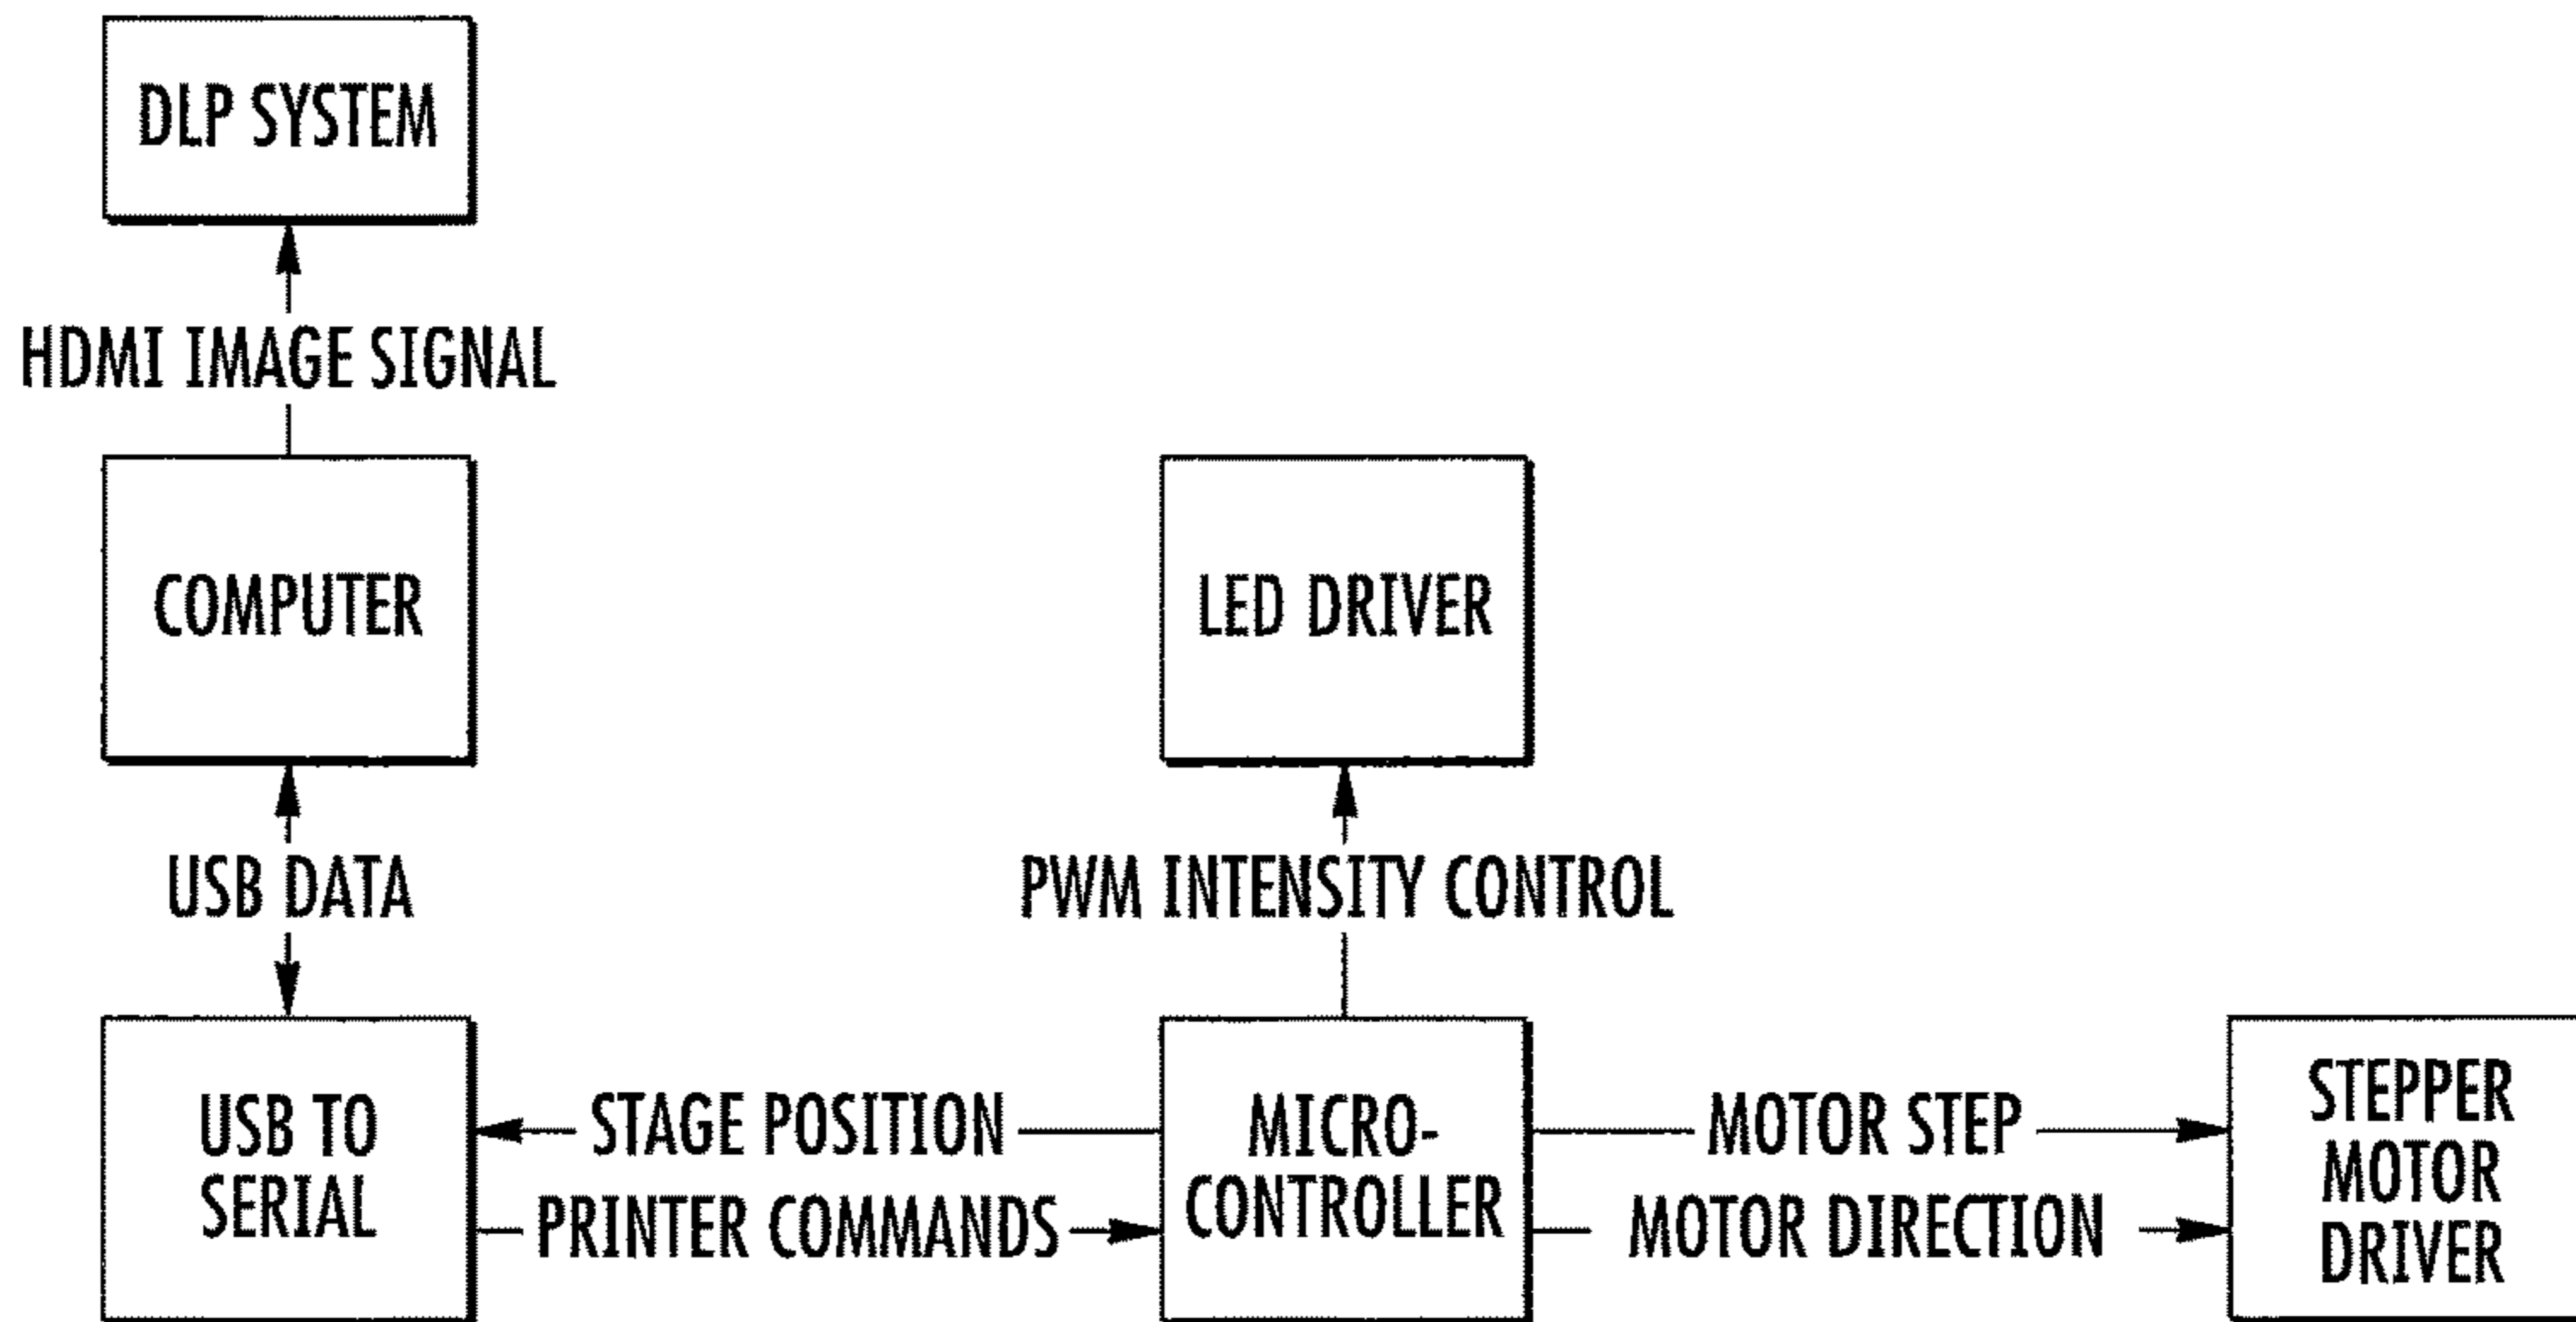 DLP SYSTEM
HDMI IMAGE SIGNAL
COMPUTER
LED DRIVER
USB DATA
PWM INTENSITY CONTROL
USB TO
SERIAL
STAGE POSITION
PRINTER COMMANDS
MICRO-
CONTROLLER
MOTOR STEP
MOTOR DIRECTION
STEPPER
MOTOR
DRIVER